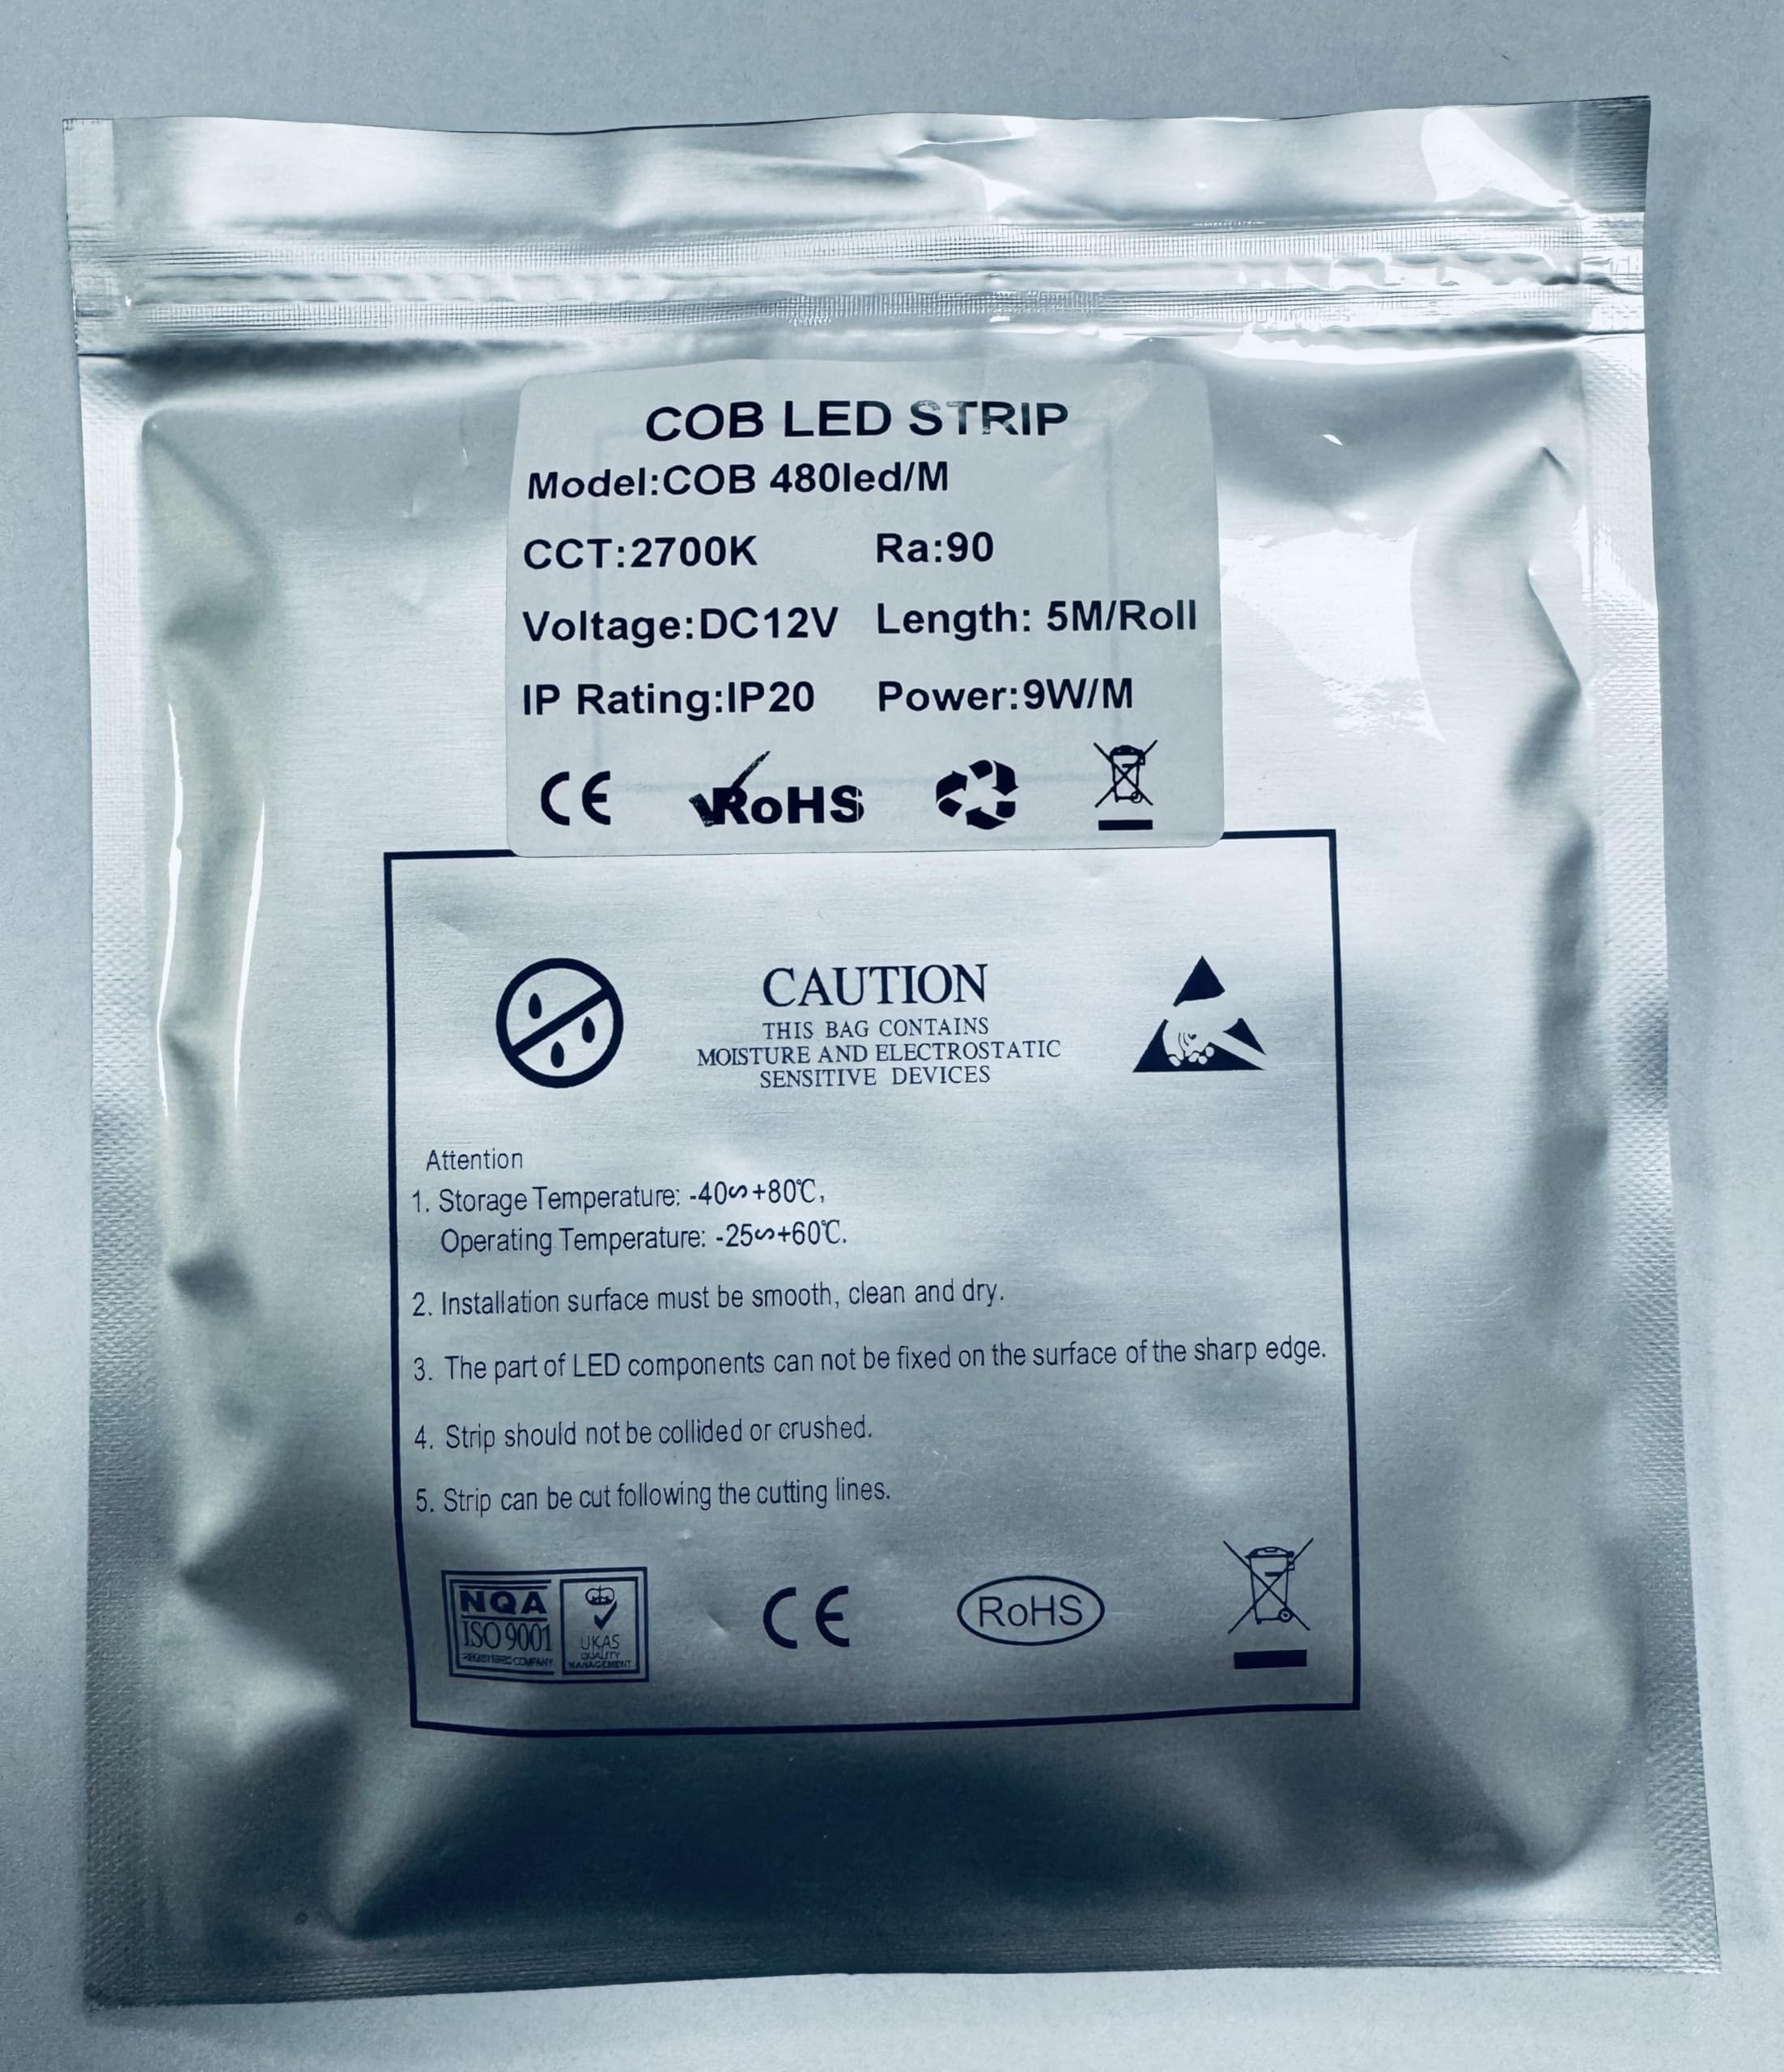 COB LED STRIP
Model:COB 480led/M
CCT:2700K Ra:90
Voltage:DC12V Length: 5M/Roll
IP Rating:IP20 Power:9W/M
CE RoHS
CAUTION
THIS BAG CONTAINS
MOISTURE AND ELECTROSTATIC
SENSITIVE DEVICES
Attention
1. Storage Temperature: -40∽+80℃,
Operating Temperature: -25∽+60℃.
2. Installation surface must be smooth, clean and dry.
3. The part of LED components can not be fixed on the surface of the sharp edge.
4. Strip should not be collided or crushed.
5. Strip can be cut following the cutting lines.
NQA
ISO 9001
REGISTERED COMPANY
UKAS
QUALITY
MANAGEMENT
CE RoHS